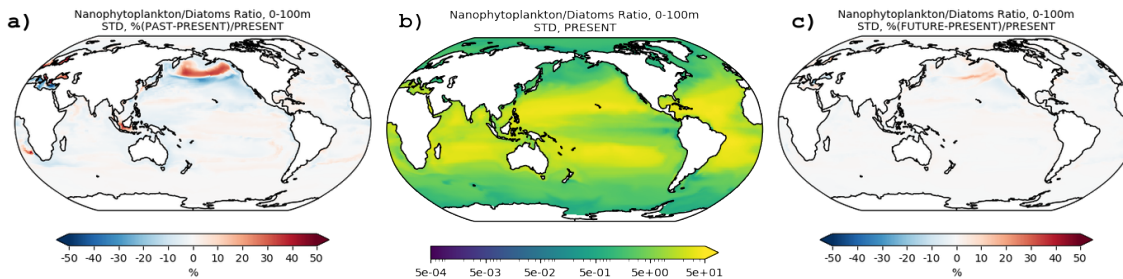 a)
Nanophytoplankton/Diatoms Ratio, 0-100m
STD, %(PAST-PRESENT)/PRESENT
-50 -40 -30 -20 -10 0 10 20 30 40 50
%
b)
Nanophytoplankton/Diatoms Ratio, 0-100m
STD, PRESENT
5e-04 5e-03 5e-02 5e-01 5e+00 5e+01
c)
Nanophytoplankton/Diatoms Ratio, 0-100m
STD, %(FUTURE-PRESENT)/PRESENT
-50 -40 -30 -20 -10 0 10 20 30 40 50
%